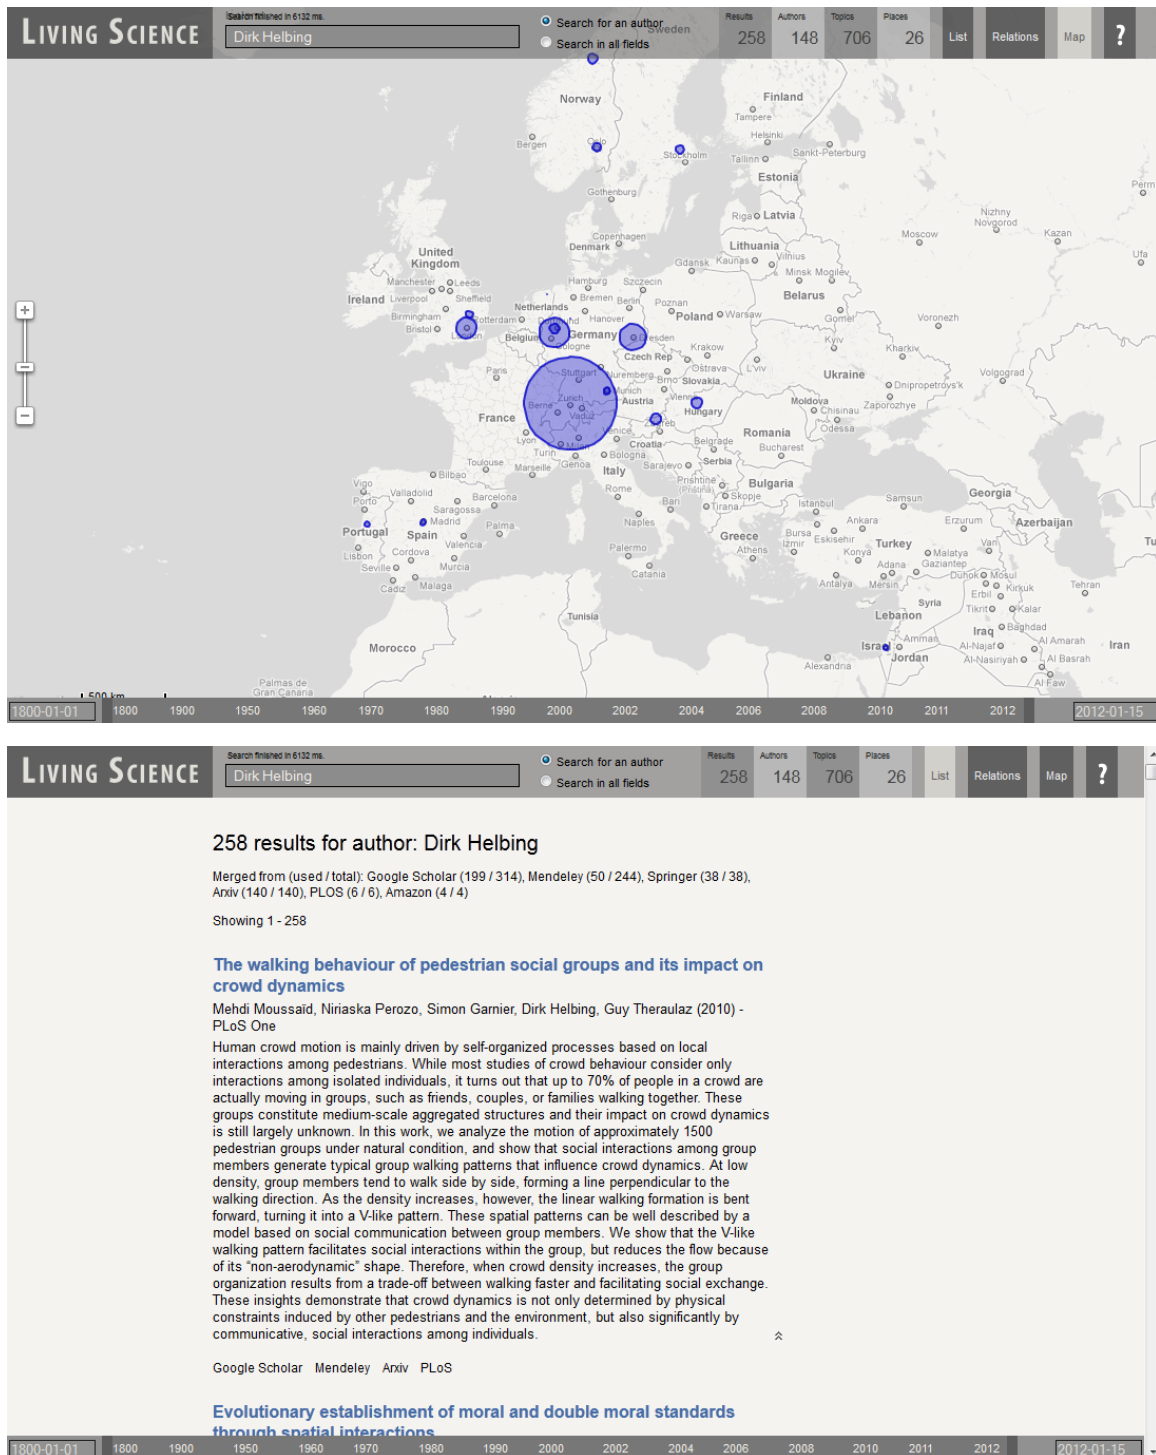 LIVING SCIENCE
Search finished in 6132 ms.
Dirk Helbing
Search for an author
Search in all fields
Results 258
Authors 148
Topics 706
Places 26
List
Relations
Map
?
Sweden
Norway
Finland
Tampere
Helsinki
Bergen
Oslo
Stockholm
Tallinn
Sankt-Peterburg
Estonia
Perm
Gothenburg
Riga
Latvia
Nizhny
Novgorod
Moscow
Kazan
Copenhagen
Denmark
Lithuania
Ufa
United
Kingdom
Gdansk
Kaunas
Vilnius
Minsk
Mogilev
Manchester
Leeds
Hamburg
Szczecin
Ireland
Liverpool
Sheffield
Netherlands
Bremen
Berlin
Poznan
Belarus
Birmingham
Rotterdam
Dortmund
Hanover
Poland
Warsaw
Gomel
Voronezh
Bristol
London
Belgium
Germany
Dresden
Cologne
Krakow
Kyiv
Kharkiv
Czech Rep
Ostrava
L'viv
Paris
Stuttgart
Nuremberg
Brno
Slovakia
Ukraine
Volgograd
Munich
Vienna
Dnipropetrovs'k
Berne
Zurich
Vaduz
Austria
Hungary
Moldova
Chisinau
Zaporozhye
France
Zagreb
Odessa
Lyon
Milan
Venice
Croatia
Belgrade
Romania
Turin
Genoa
Bologna
Bucharest
Toulouse
Marseille
Italy
Sarajevo
Serbia
Bilbao
Prishtine
(Priština)
Bulgaria
Vigo
Porto
Valladolid
Barcelona
Rome
Bari
Skopje
Samsun
Georgia
Saragossa
Tirana
Istanbul
Portugal
Madrid
Spain
Palma
Naples
Ankara
Erzurum
Azerbaijan
Valencia
Greece
Bursa
Eskisehir
Izmir
Turkey
Van
Tu
Lisbon
Cordova
Palermo
Athens
Konya
Malatya
Seville
Murcia
Catania
Adana
Gaziantep
Cadiz
Malaga
Antalya
Mersin
Duhok
Mosul
Tehran
Erbil
Kirkuk
Syria
Tunisia
Lebanon
Tikrit
Kalar
Iraq
Baghdad
Morocco
Israel
Amman
Al-Najaf
Al Amarah
Iran
Alexandria
Jordan
Al-Nasiriyah
Al Basrah
Al Faw
Palmas de
Gran Canaria
500 km
1800-01-01 1800 1900 1950 1960 1970 1980 1990 2000 2002 2004 2006 2008 2010 2011 2012 2012-01-15
LIVING SCIENCE
Search finished in 6132 ms.
Dirk Helbing
Search for an author
Search in all fields
Results 258
Authors 148
Topics 706
Places 26
List
Relations
Map
?
258 results for author: Dirk Helbing
Merged from (used / total): Google Scholar (199 / 314), Mendeley (50 / 244), Springer (38 / 38),
Arxiv (140 / 140), PLOS (6 / 6), Amazon (4 / 4)
Showing 1 - 258
The walking behaviour of pedestrian social groups and its impact on
crowd dynamics
Mehdi Moussaïd, Niriaska Perozo, Simon Garnier, Dirk Helbing, Guy Theraulaz (2010) -
PLoS One
Human crowd motion is mainly driven by self-organized processes based on local
interactions among pedestrians. While most studies of crowd behaviour consider only
interactions among isolated individuals, it turns out that up to 70% of people in a crowd are
actually moving in groups, such as friends, couples, or families walking together. These
groups constitute medium-scale aggregated structures and their impact on crowd dynamics
is still largely unknown. In this work, we analyze the motion of approximately 1500
pedestrian groups under natural condition, and show that social interactions among group
members generate typical group walking patterns that influence crowd dynamics. At low
density, group members tend to walk side by side, forming a line perpendicular to the
walking direction. As the density increases, however, the linear walking formation is bent
forward, turning it into a V-like pattern. These spatial patterns can be well described by a
model based on social communication between group members. We show that the V-like
walking pattern facilitates social interactions within the group, but reduces the flow because
of its “non-aerodynamic” shape. Therefore, when crowd density increases, the group
organization results from a trade-off between walking faster and facilitating social exchange.
These insights demonstrate that crowd dynamics is not only determined by physical
constraints induced by other pedestrians and the environment, but also significantly by
communicative, social interactions among individuals.
Google Scholar Mendeley Arxiv PLoS
Evolutionary establishment of moral and double moral standards
through spatial interactions
1800-01-01 1800 1900 1950 1960 1970 1980 1990 2000 2002 2004 2006 2008 2010 2011 2012 2012-01-15